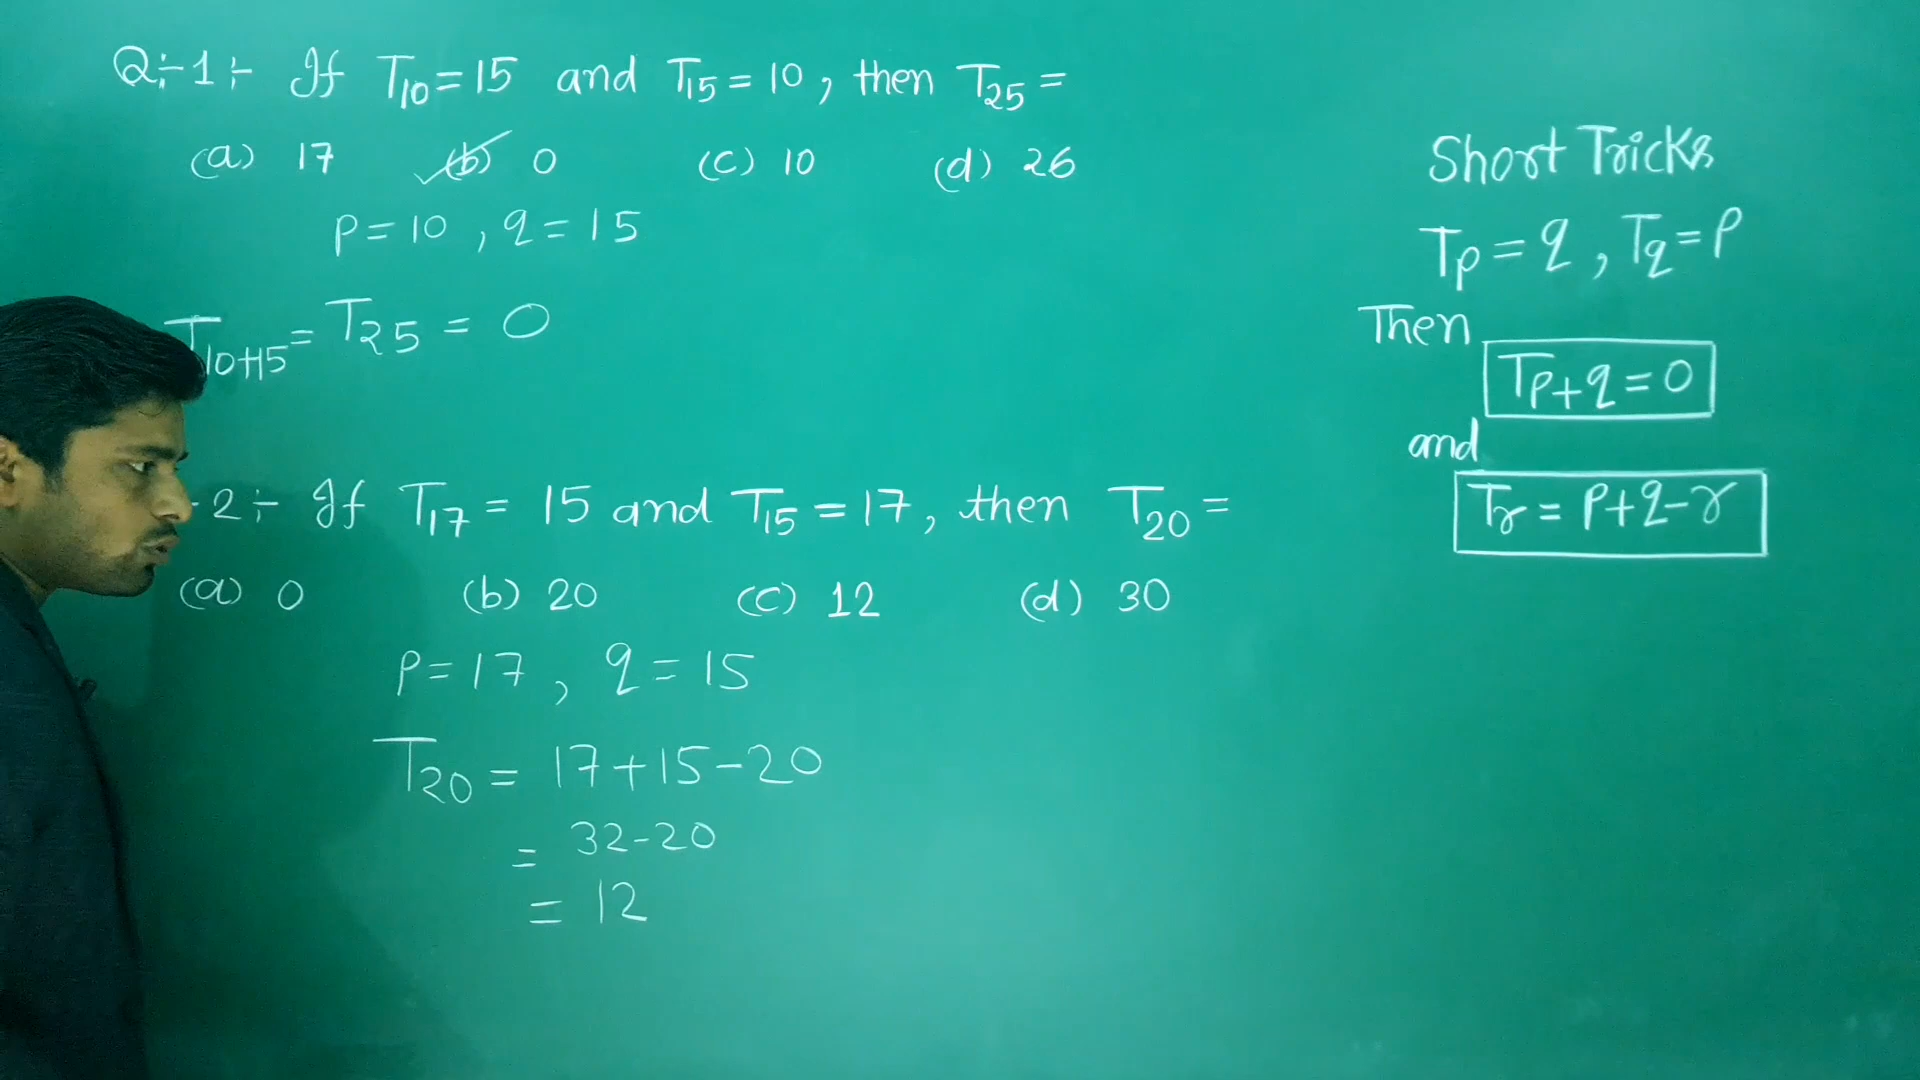 Q:-1:- If T10 = 15 and T15 = 10, then T25 =
(a) 17 (b) 0 (c) 10 (d) 26
p = 10, q = 15
T10+15 = T25 = 0
-2:- If T17 = 15 and T15 = 17, then T20 =
(a) 0 (b) 20 (c) 12 (d) 30
p = 17, q = 15
T20 = 17+15-20
= 32-20
= 12
Short Tricks
Tp = q, Tq = p
Then
Tp+q = 0
and
Tr = p+q-r